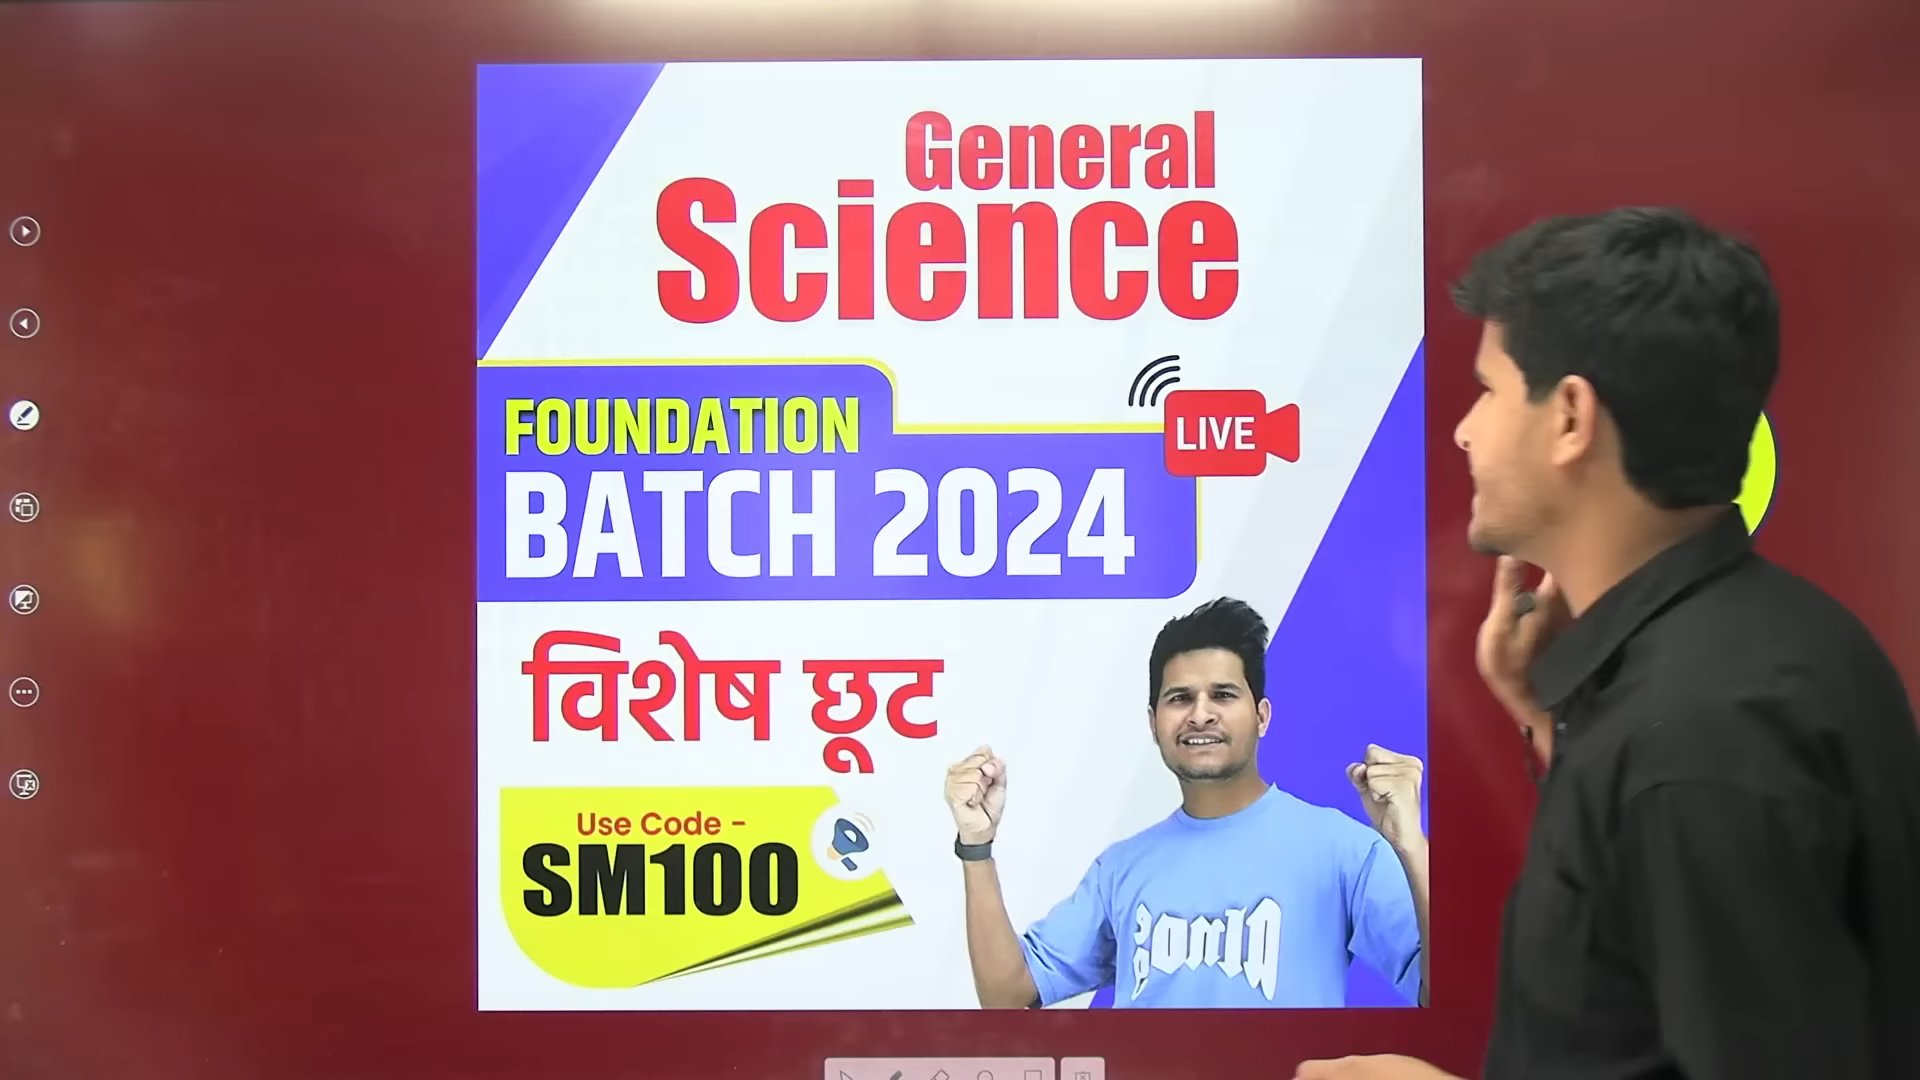 General
Science
LIVE
FOUNDATION
BATCH 2024
विशेष छूट
Use Code -
SM100